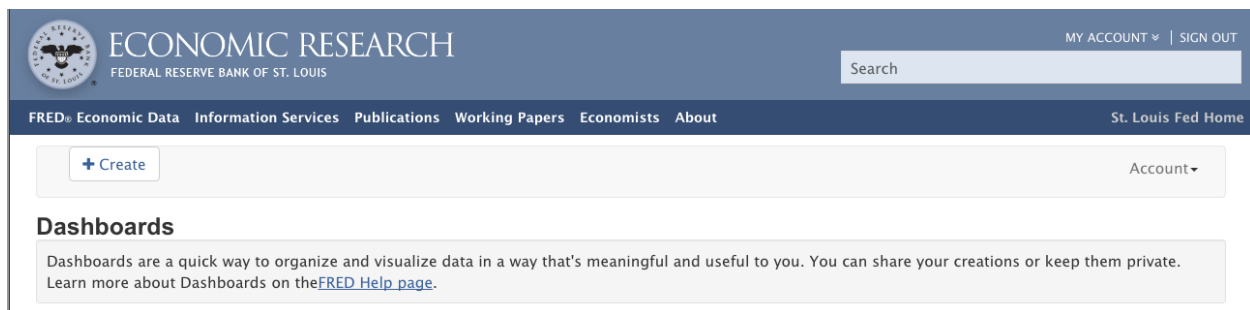 ECONOMIC RESEARCH
FEDERAL RESERVE BANK OF ST. LOUIS
MY ACCOUNT | SIGN OUT
Search
FRED® Economic Data Information Services Publications Working Papers Economists About St. Louis Fed Home
+ Create
Account
Dashboards
Dashboards are a quick way to organize and visualize data in a way that's meaningful and useful to you. You can share your creations or keep them private.
Learn more about Dashboards on theFRED Help page.